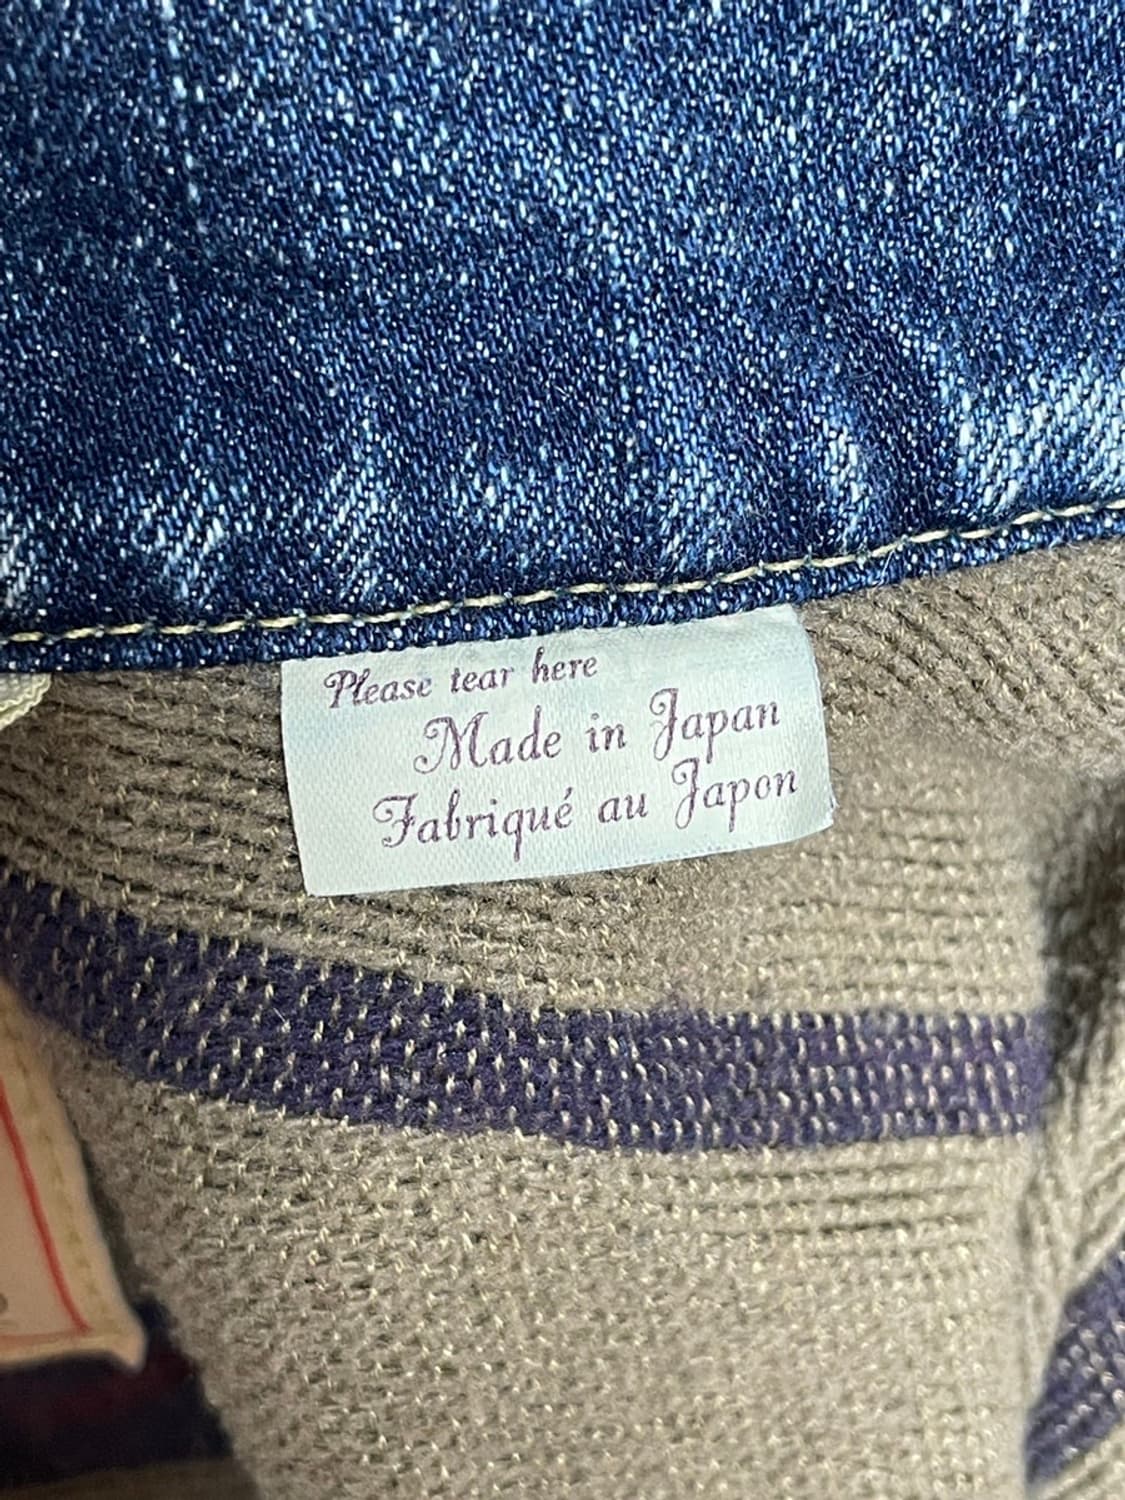 Please tear here
Made in Japan
Fabriqué au Japon